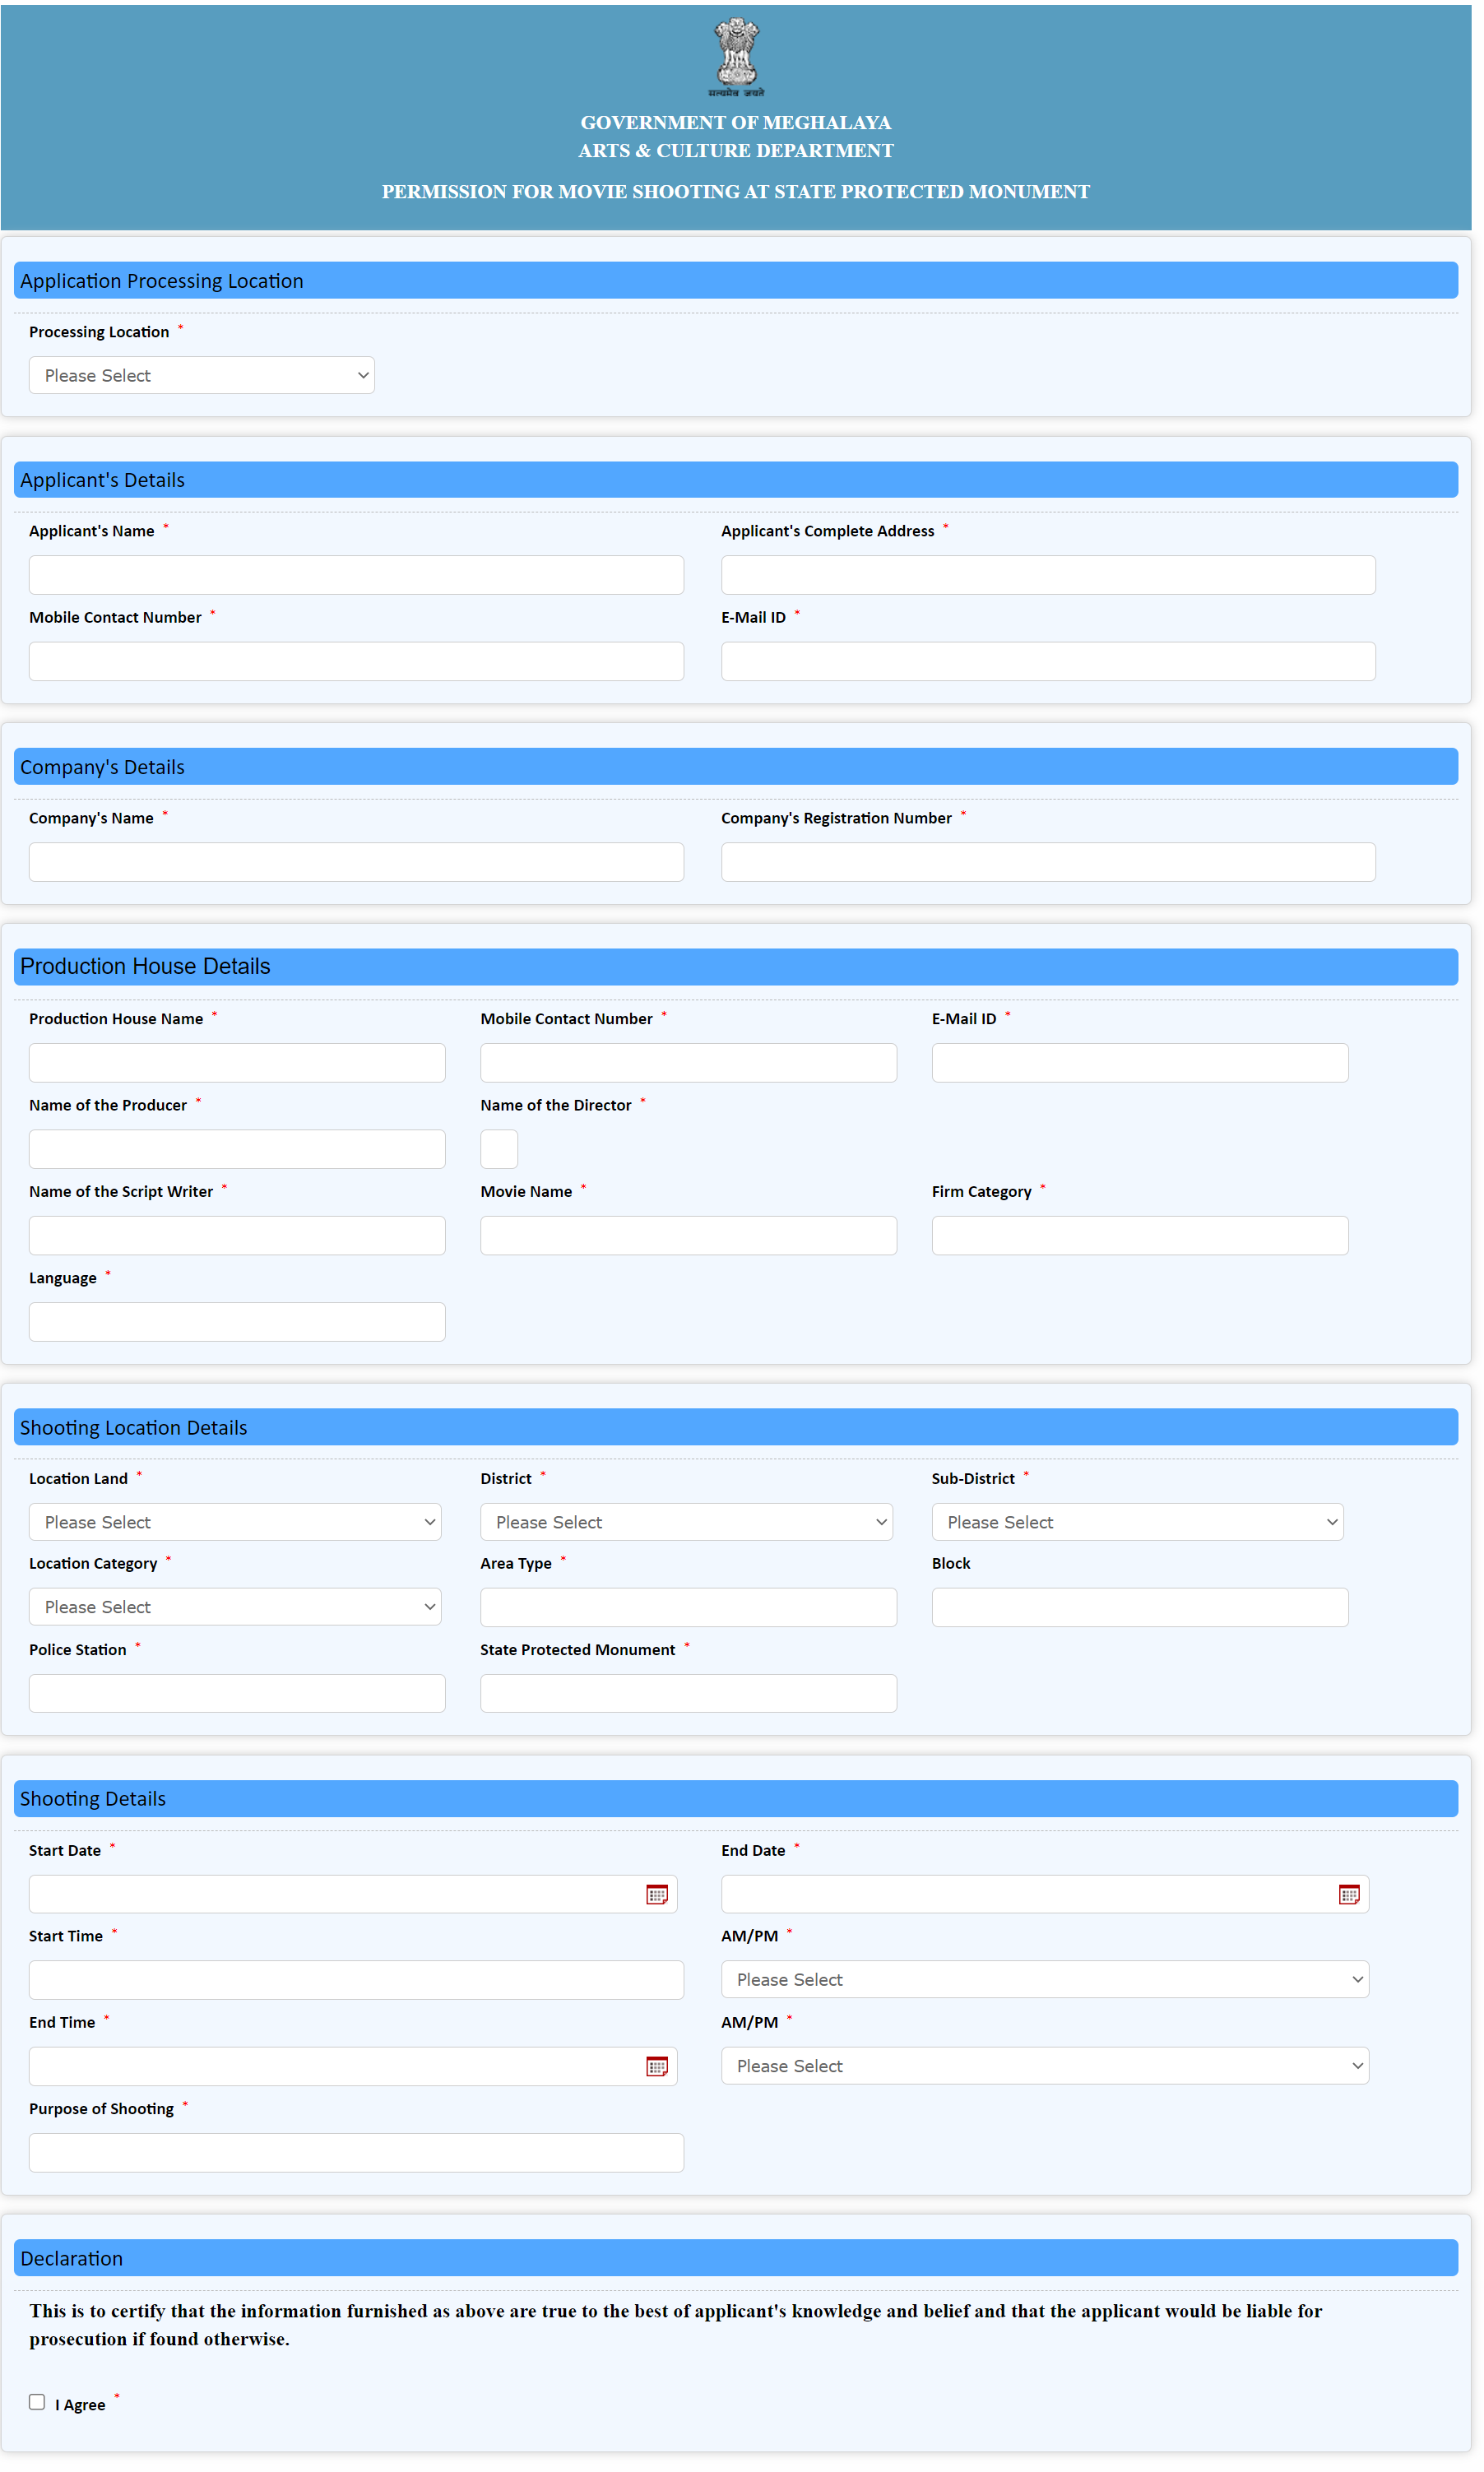 सत्यमेव जयते
GOVERNMENT OF MEGHALAYA
ARTS & CULTURE DEPARTMENT
PERMISSION FOR MOVIE SHOOTING AT STATE PROTECTED MONUMENT
Application Processing Location
Processing Location *
Please Select
Applicant's Details
Applicant's Name * Applicant's Complete Address *
Mobile Contact Number * E-Mail ID *
Company's Details
Company's Name * Company's Registration Number *
Production House Details
Production House Name * Mobile Contact Number * E-Mail ID *
Name of the Producer * Name of the Director *
Name of the Script Writer * Movie Name * Firm Category *
Language *
Shooting Location Details
Location Land * District * Sub-District *
Please Select Please Select Please Select
Location Category * Area Type * Block
Please Select
Police Station * State Protected Monument *
Shooting Details
Start Date * End Date *
Start Time * AM/PM *
Please Select
End Time * AM/PM *
Please Select
Purpose of Shooting *
Declaration
This is to certify that the information furnished as above are true to the best of applicant's knowledge and belief and that the applicant would be liable for
prosecution if found otherwise.
I Agree *